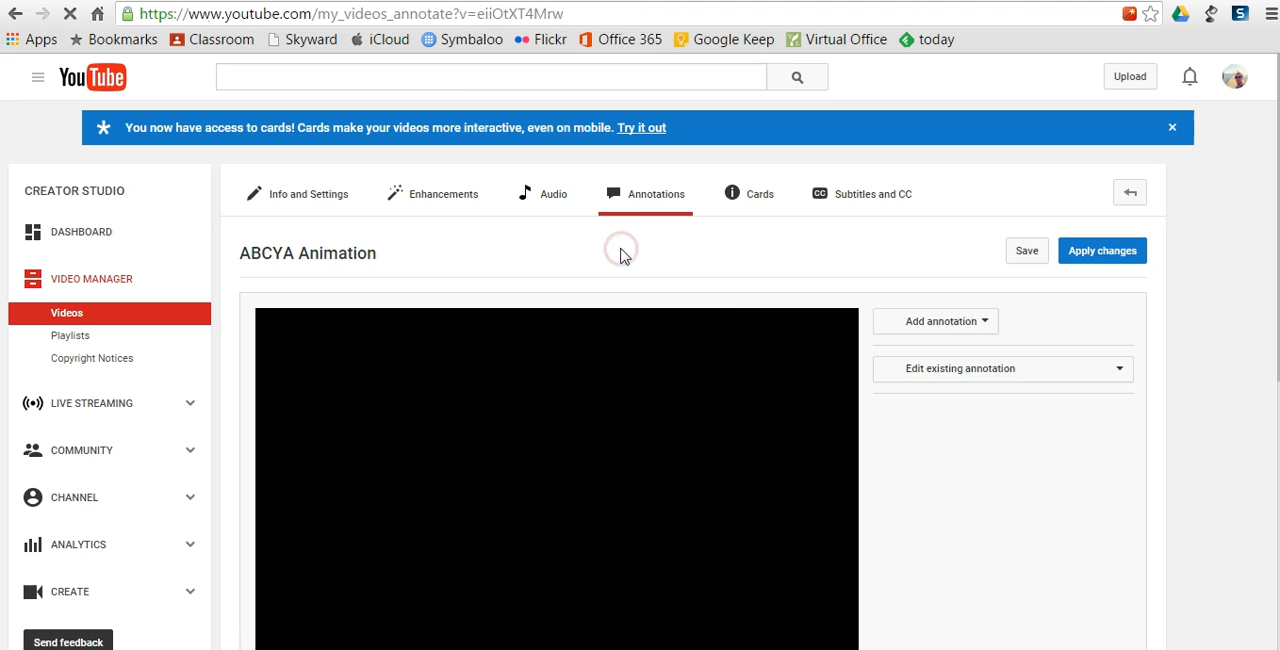 https://www.youtube.com/my_videos_annotate?v=eiiOtXT4Mrw
Apps Bookmarks Classroom Skyward iCloud Symbaloo Flickr Office 365 Google Keep Virtual Office today
YouTube Upload
You now have access to cards! Cards make your videos more interactive, even on mobile. Try it out
CREATOR STUDIO
DASHBOARD
VIDEO MANAGER
Videos
Playlists
Copyright Notices
LIVE STREAMING
COMMUNITY
CHANNEL
ANALYTICS
CREATE
Send feedback
Info and Settings Enhancements Audio Annotations Cards CC Subtitles and CC
ABCYA Animation Save Apply changes
Add annotation
Edit existing annotation